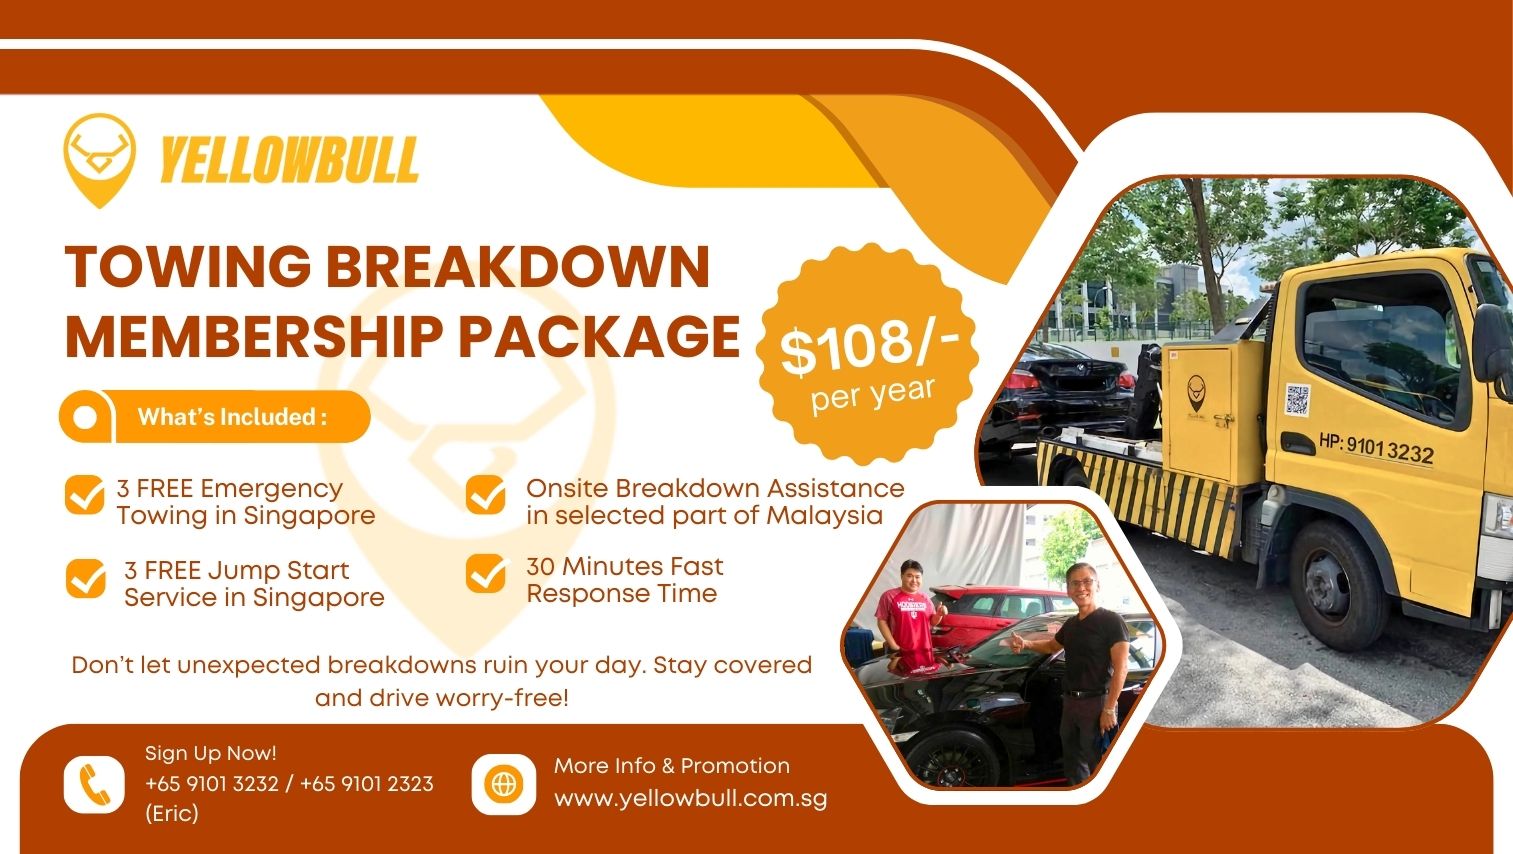 YELLOWBULL
TOWING BREAKDOWN
MEMBERSHIP PACKAGE
$108/-
per year
What's Included :
3 FREE Emergency
Towing in Singapore
3 FREE Jump Start
Service in Singapore
Onsite Breakdown Assistance
in selected part of Malaysia
30 Minutes Fast
Response Time
Don't let unexpected breakdowns ruin your day. Stay covered
and drive worry-free!
Sign Up Now!
+65 9101 3232 / +65 9101 2323
(Eric)
More Info & Promotion
www.yellowbull.com.sg
HP: 9101 3232